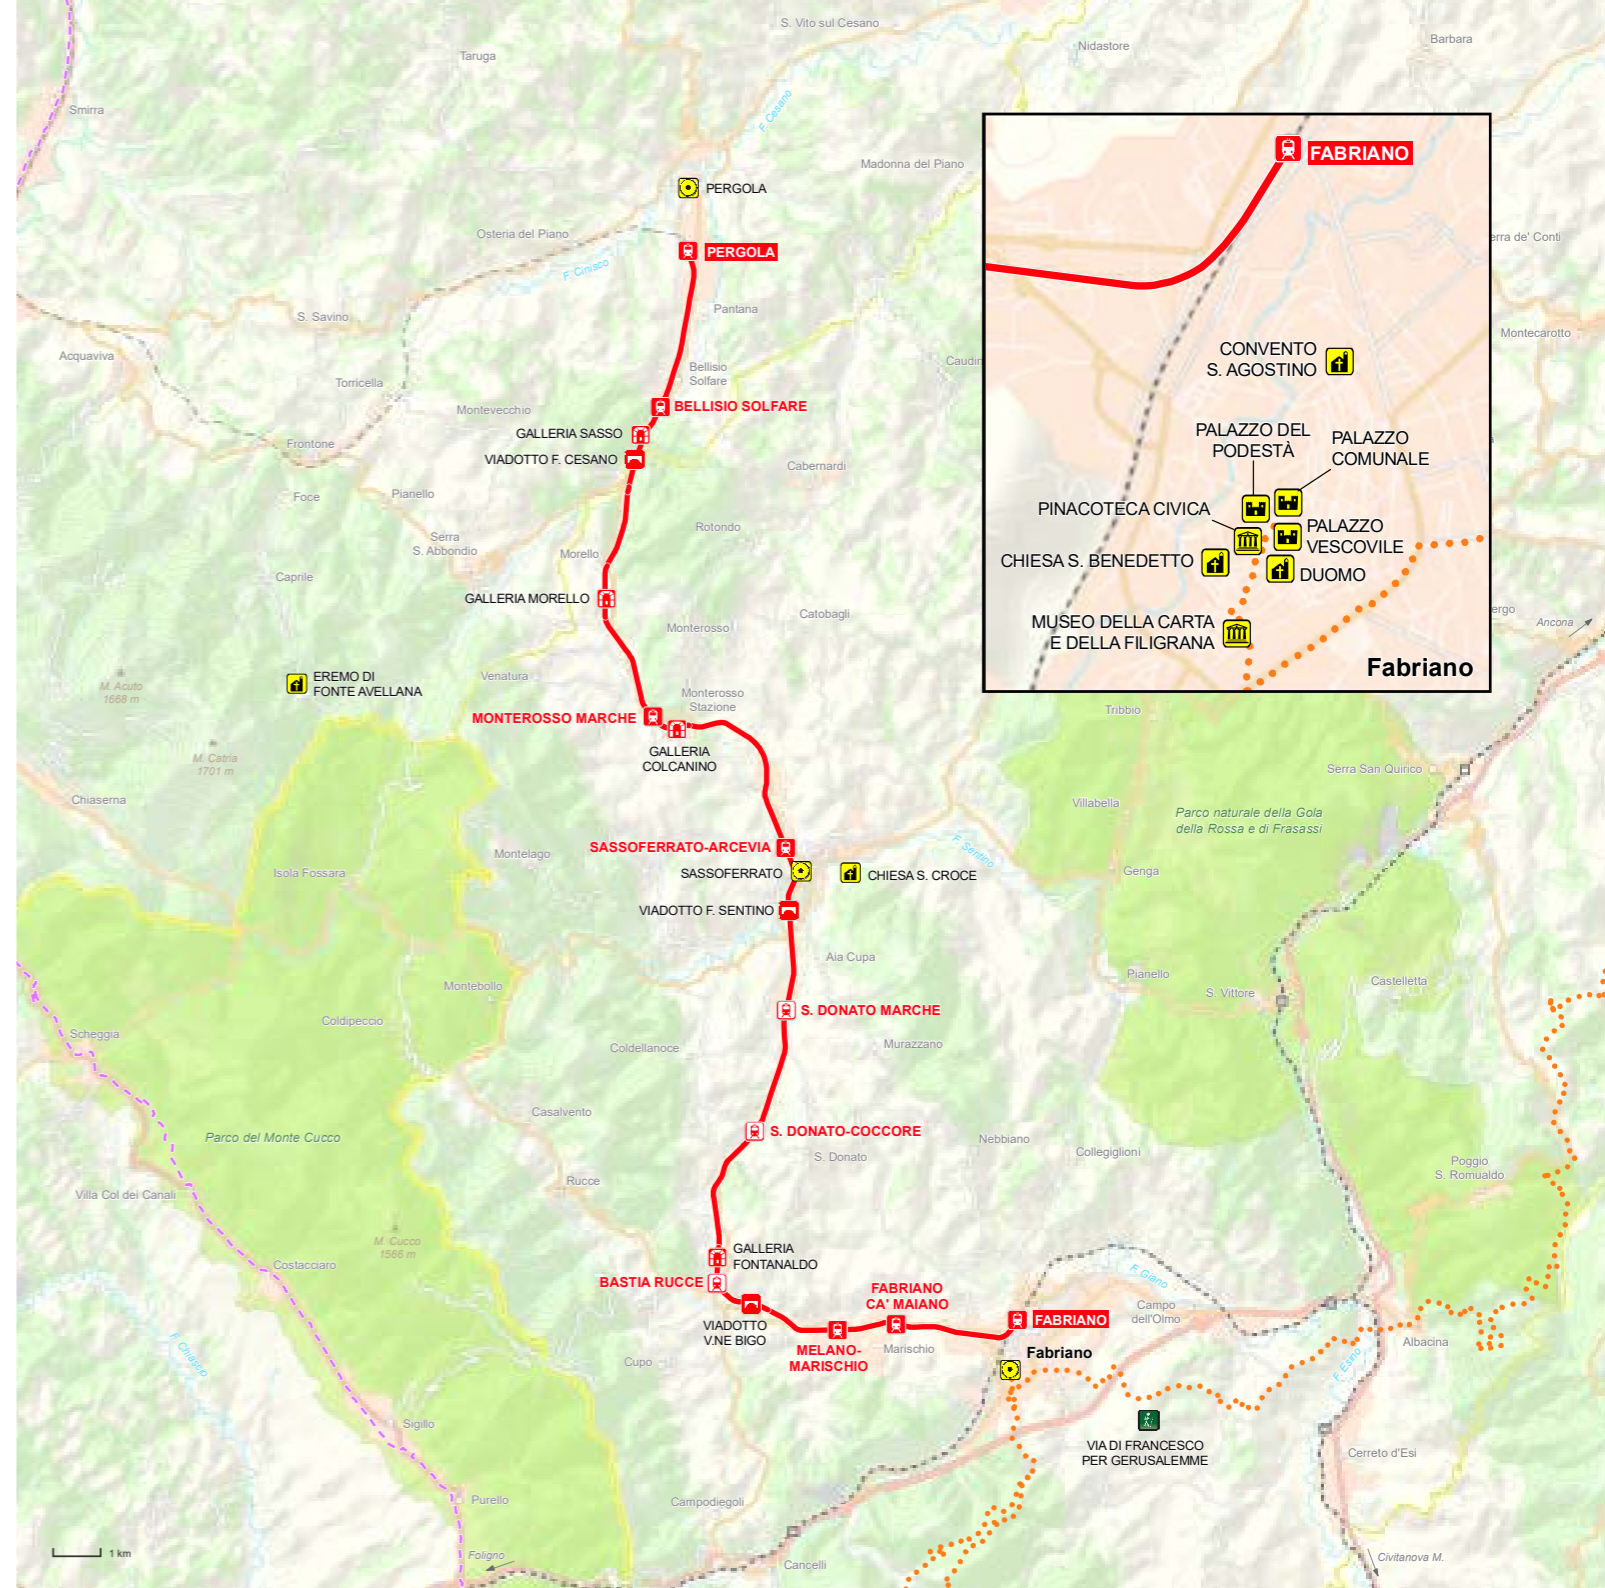 S. Vito sul Cesano
Barbara
Nidastore
Taruga
Smirra
F. Cesano
Madonna del Piano
FABRIANO
PERGOLA
Osteria del Piano
erra de' Conti
PERGOLA
F. Cinisco
Pantana
S. Savino
Montecarotto
Acquaviva
CONVENTO
S. AGOSTINO
Caudin
Bellisio
Solfare
Torricella
Montevecchio
BELLISIO SOLFARE
GALLERIA SASSO
Frontone
VIADOTTO F. CESANO
Cabernardi
PALAZZO DEL
PODESTÀ
PALAZZO
COMUNALE
Foce
Pianello
PINACOTECA CIVICA
Rotondo
PALAZZO
VESCOVILE
Serra
S. Abbondio
Morello
CHIESA S. BENEDETTO
DUOMO
Caprile
GALLERIA MORELLO
Catobagli
ergo
Ancona
Monterosso
MUSEO DELLA CARTA
E DELLA FILIGRANA
Fabriano
EREMO DI
FONTE AVELLANA
Venatura
M. Acuto
1668 m
Monterosso
Stazione
MONTEROSSO MARCHE
Tribbio
GALLERIA
COLCANINO
M. Catria
1701 m
Serra San Quirico
Chiaserna
Villabella
Parco naturale della Gola
della Rossa e di Frasassi
SASSOFERRATO-ARCEVIA
F. Sentino
Montelago
SASSOFERRATO
CHIESA S. CROCE
Isola Fossara
Genga
VIADOTTO F. SENTINO
Aia Cupa
Pianello
Castelletta
Montebollo
S. Vittore
S. DONATO MARCHE
Coldipeccio
Scheggia
Coldellanoce
Murazzano
Casalvento
S. DONATO-COCCORE
Parco del Monte Cucco
Nebbiano
Collegiglioni
S. Donato
Poggio
S. Romualdo
Rucce
Villa Col dei Canali
M. Cucco
1566 m
GALLERIA
FONTANALDO
Costacciaro
F. Giano
BASTIA RUCCE
FABRIANO
CA' MAIANO
Campo
dell'Olmo
FABRIANO
VIADOTTO
V.NE BIGO
Albacina
MELANO-
MARISCHIO
Marischio
Fabriano
F. Chiasco
Cupo
F. Esino
Sigillo
VIA DI FRANCESCO
PER GERUSALEMME
Cerreto d'Esi
Purello
Campodiegoli
1 km
Foligno
Cancelli
Civitanova M.